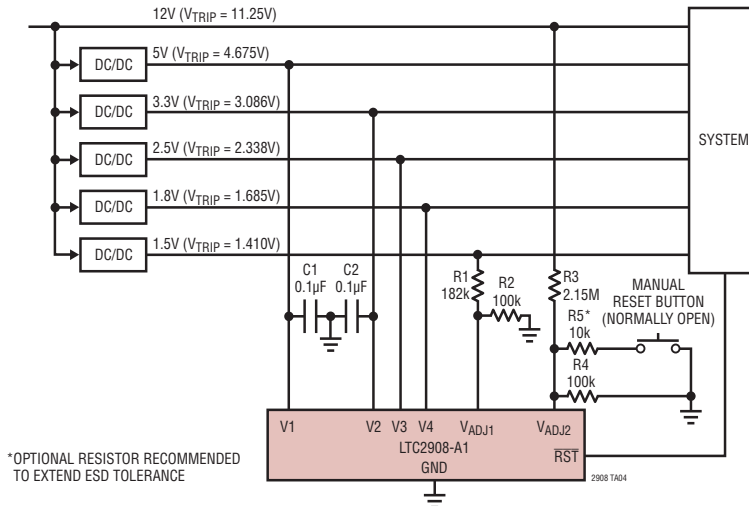 12V (VTRIP = 11.25V)
5V (VTRIP = 4.675V)
DC/DC
3.3V (VTRIP = 3.086V)
DC/DC
2.5V (VTRIP = 2.338V)
DC/DC
SYSTEM
1.8V (VTRIP = 1.685V)
DC/DC
1.5V (VTRIP = 1.410V)
DC/DC
C1
0.1µF
C2
0.1µF
R1
182k
R2
100k
R3
2.15M
MANUAL
RESET BUTTON
(NORMALLY OPEN)
R5*
10k
R4
100k
V1
V2
V3
V4
VADJ1
VADJ2
LTC2908-A1
GND
RST
*OPTIONAL RESISTOR RECOMMENDED
TO EXTEND ESD TOLERANCE
2908 TA04